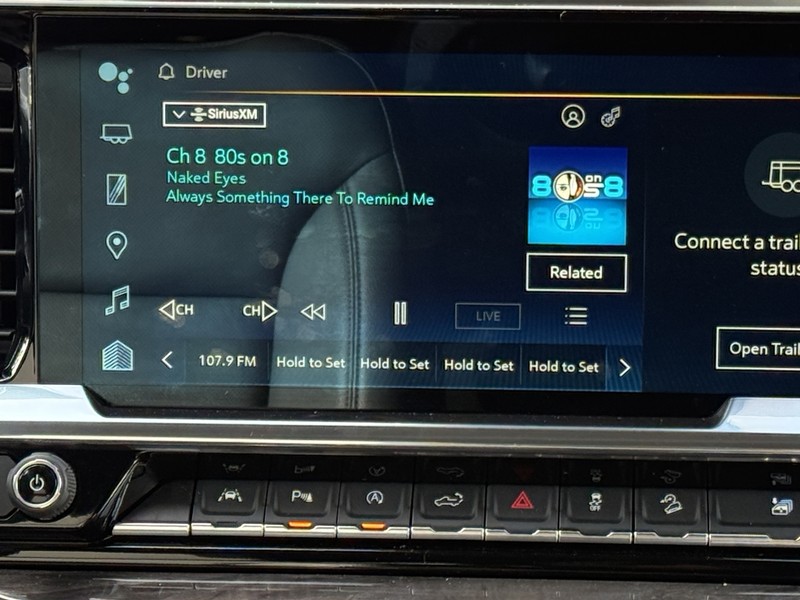 Driver
SiriusXM
Ch 8 80s on 8
Naked Eyes
Always Something There To Remind Me
80s on 8
Related
Connect a trail
status
CH
CH
LIVE
107.9 FM
Hold to Set
Hold to Set
Hold to Set
Hold to Set
Open Trail
P
A
OFF